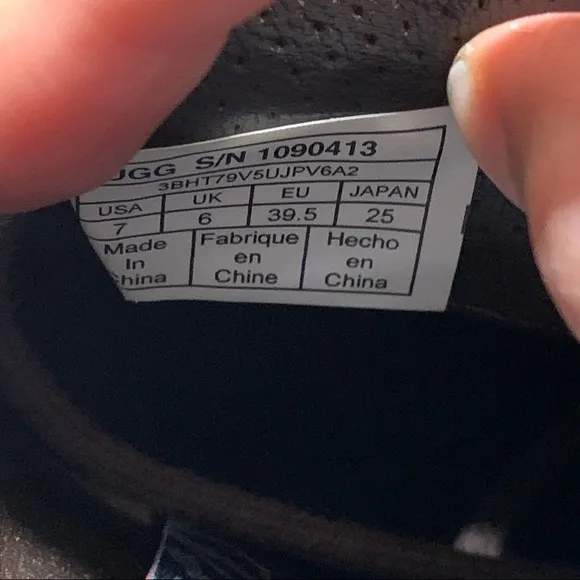 UGG S/N 1090413
3BHT79V5UJPV6A2
USA UK EU JAPAN
7 6 39.5 25
Made In China
Fabrique en Chine
Hecho en China